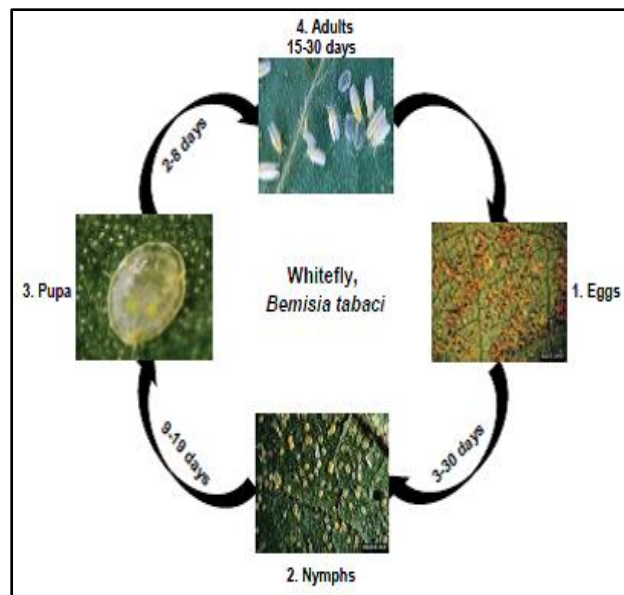 4. Adults
15-30 days
2-8 days
3. Pupa
Whitefly,
Bemisia tabaci
1. Eggs
9-19 days
3-30 days
2. Nymphs